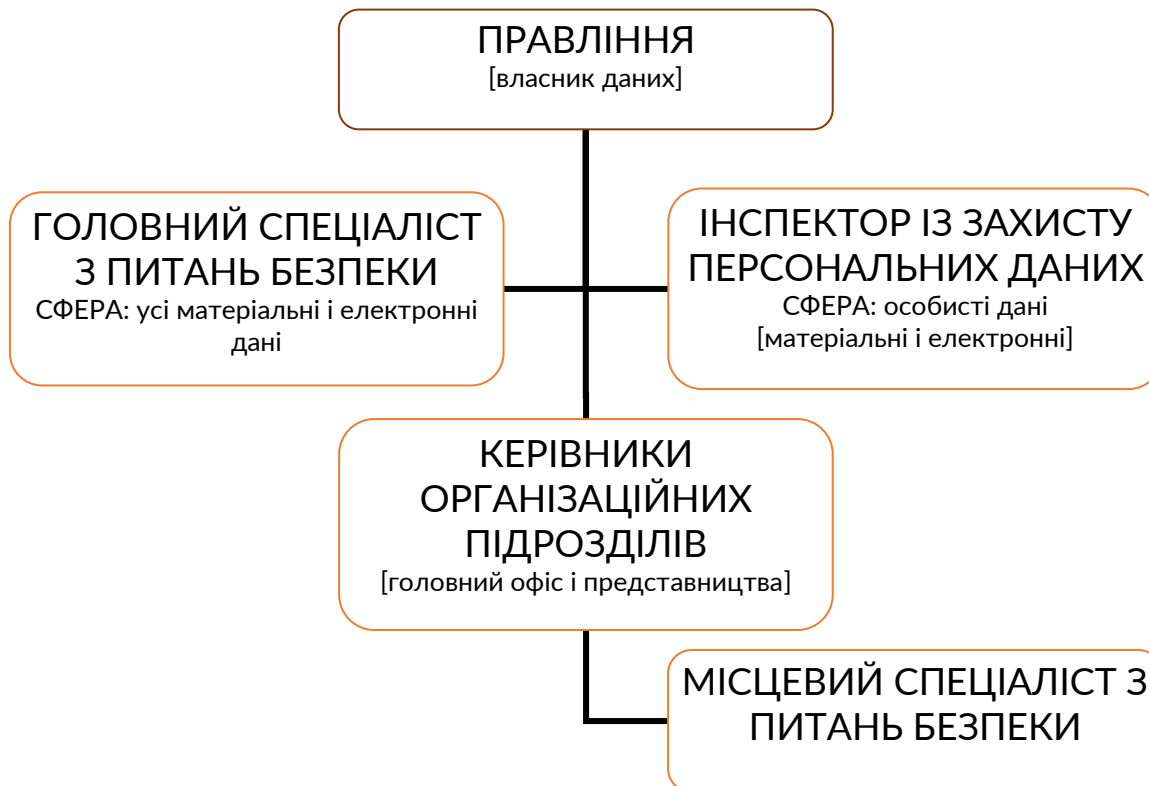 ПРАВЛІННЯ
[власник даних]
ГОЛОВНИЙ СПЕЦІАЛІСТ
З ПИТАНЬ БЕЗПЕКИ
СФЕРА: усі матеріальні і електронні
дані
ІНСПЕКТОР ІЗ ЗАХИСТУ
ПЕРСОНАЛЬНИХ ДАНИХ
СФЕРА: особисті дані
[матеріальні і електронні]
КЕРІВНИКИ
ОРГАНІЗАЦІЙНИХ
ПІДРОЗДІЛІВ
[головний офіс і представництва]
МІСЦЕВИЙ СПЕЦІАЛІСТ З
ПИТАНЬ БЕЗПЕКИ